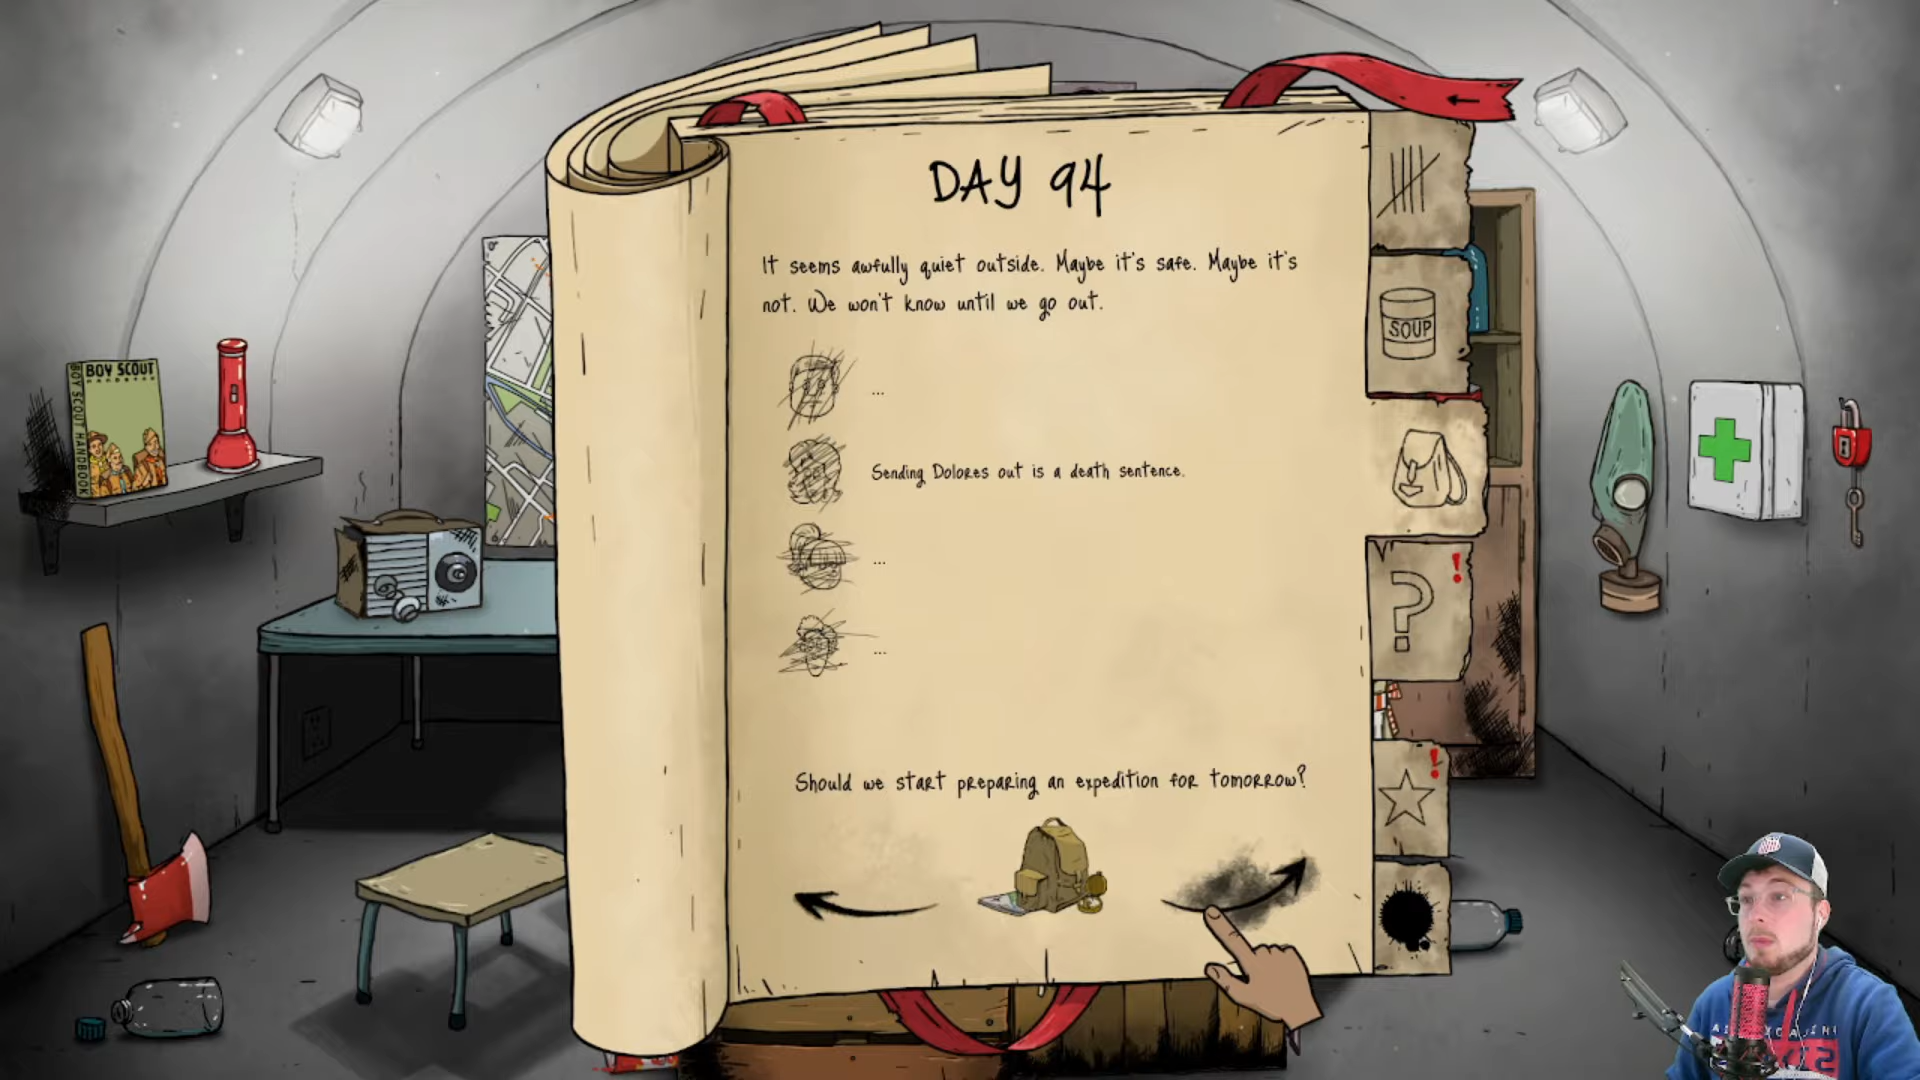 DAY 94
It seems awfully quiet outside. Maybe it's safe. Maybe it's
not. We won't know until we go out.
...
Sending Dolores out is a death sentence.
...
...
Should we start preparing an expedition for tomorrow?
SOUP
?
!
!
BOY SCOUT
HANDBOOK
BOY SCOUT HANDBOOK